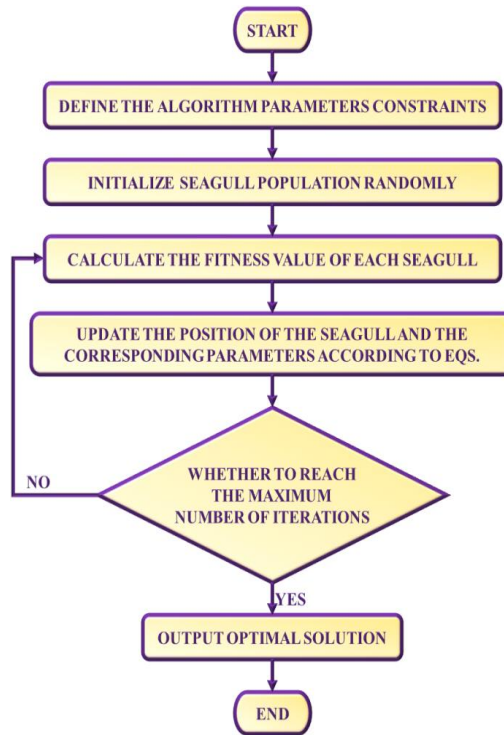 START
DEFINE THE ALGORITHM PARAMETERS CONSTRAINTS
INITIALIZE SEAGULL POPULATION RANDOMLY
CALCULATE THE FITNESS VALUE OF EACH SEAGULL
UPDATE THE POSITION OF THE SEAGULL AND THE
CORRESPONDING PARAMETERS ACCORDING TO EQS.
NO
WHETHER TO REACH
THE MAXIMUM
NUMBER OF ITERATIONS
YES
OUTPUT OPTIMAL SOLUTION
END